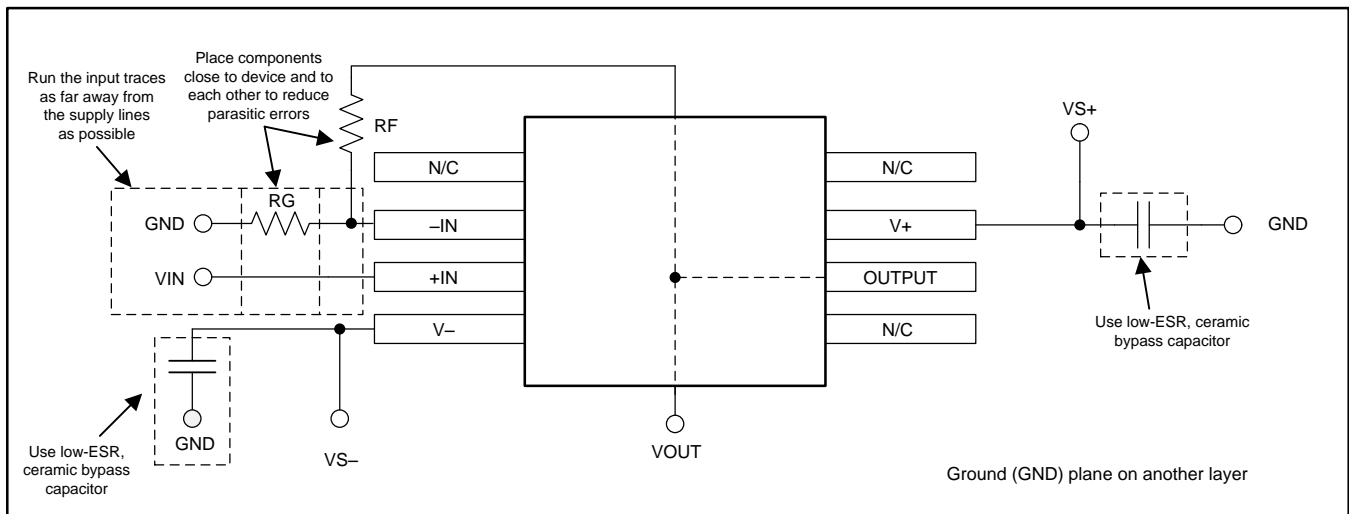 Run the input traces
as far away from
the supply lines
as possible
Place components
close to device and to
each other to reduce
parasitic errors
RF
VS+
N/C
N/C
RG
GND
–IN
V+
GND
VIN
+IN
OUTPUT
V–
N/C
Use low-ESR, ceramic
bypass capacitor
GND
Use low-ESR,
ceramic bypass
capacitor
VS–
VOUT
Ground (GND) plane on another layer